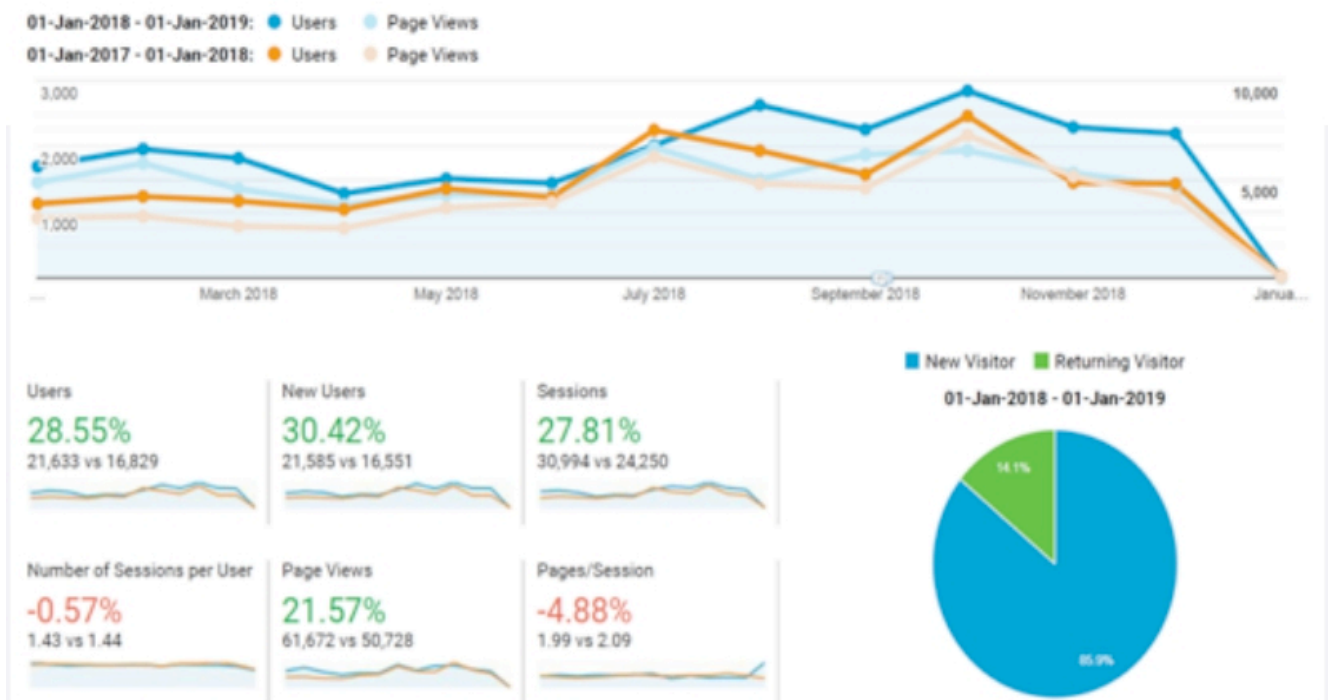 01-Jan-2018 - 01-Jan-2019: Users Page Views
01-Jan-2017 - 01-Jan-2018: Users Page Views
3,000
10,000
2,000
5,000
1,000
...
March 2018
May 2018
July 2018
September 2018
November 2018
Janua...
New Visitor Returning Visitor
01-Jan-2018 - 01-Jan-2019
14.1%
85.9%
Users
28.55%
21,633 vs 16,829
New Users
30.42%
21,585 vs 16,551
Sessions
27.81%
30,994 vs 24,250
Number of Sessions per User
-0.57%
1.43 vs 1.44
Page Views
21.57%
61,672 vs 50,728
Pages/Session
-4.88%
1.99 vs 2.09